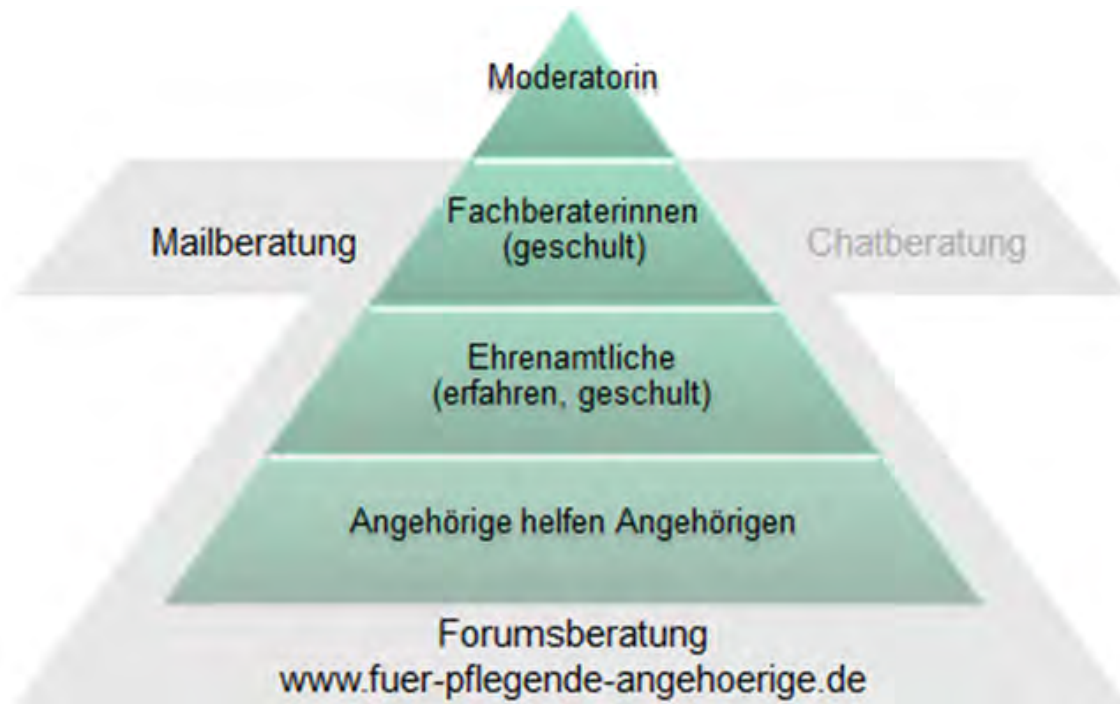 Moderatorin
Fachberaterinnen
(geschult)
Mailberatung
Chatberatung
Ehrenamtliche
(erfahren, geschult)
Angehörige helfen Angehörigen
Forumsberatung
www.fuer-pflegende-angehoerige.de